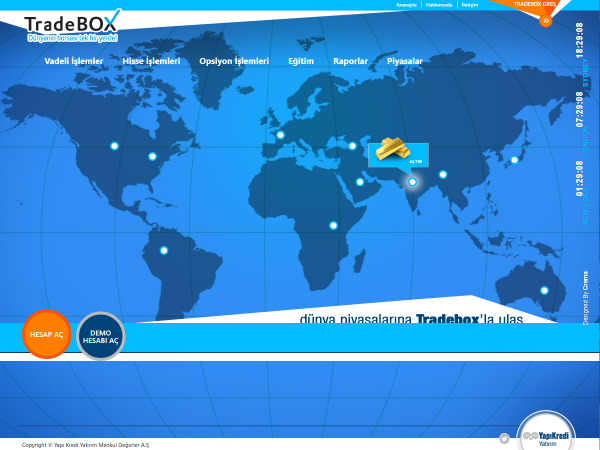 Anasayfa
Hakkımızda
İletişim
TRADEBOX GİRİŞ
TradeBOX
Dünyanın borsası tek bir yerde!
Vadeli İşlemler
Hisse İşlemleri
Opsiyon İşlemleri
Eğitim
Raporlar
Piyasalar
18:29:08
SYDNEY
07:29:08
01:29:08
ALTIN
Designed By Crema
dünya piyasalarına Tradebox'la ulaş
HESAP AÇ
DEMO
HESABI AÇ
YapıKredi
Yatırım
Copyright © Yapı Kredi Yatırım Menkul Değerler A.Ş